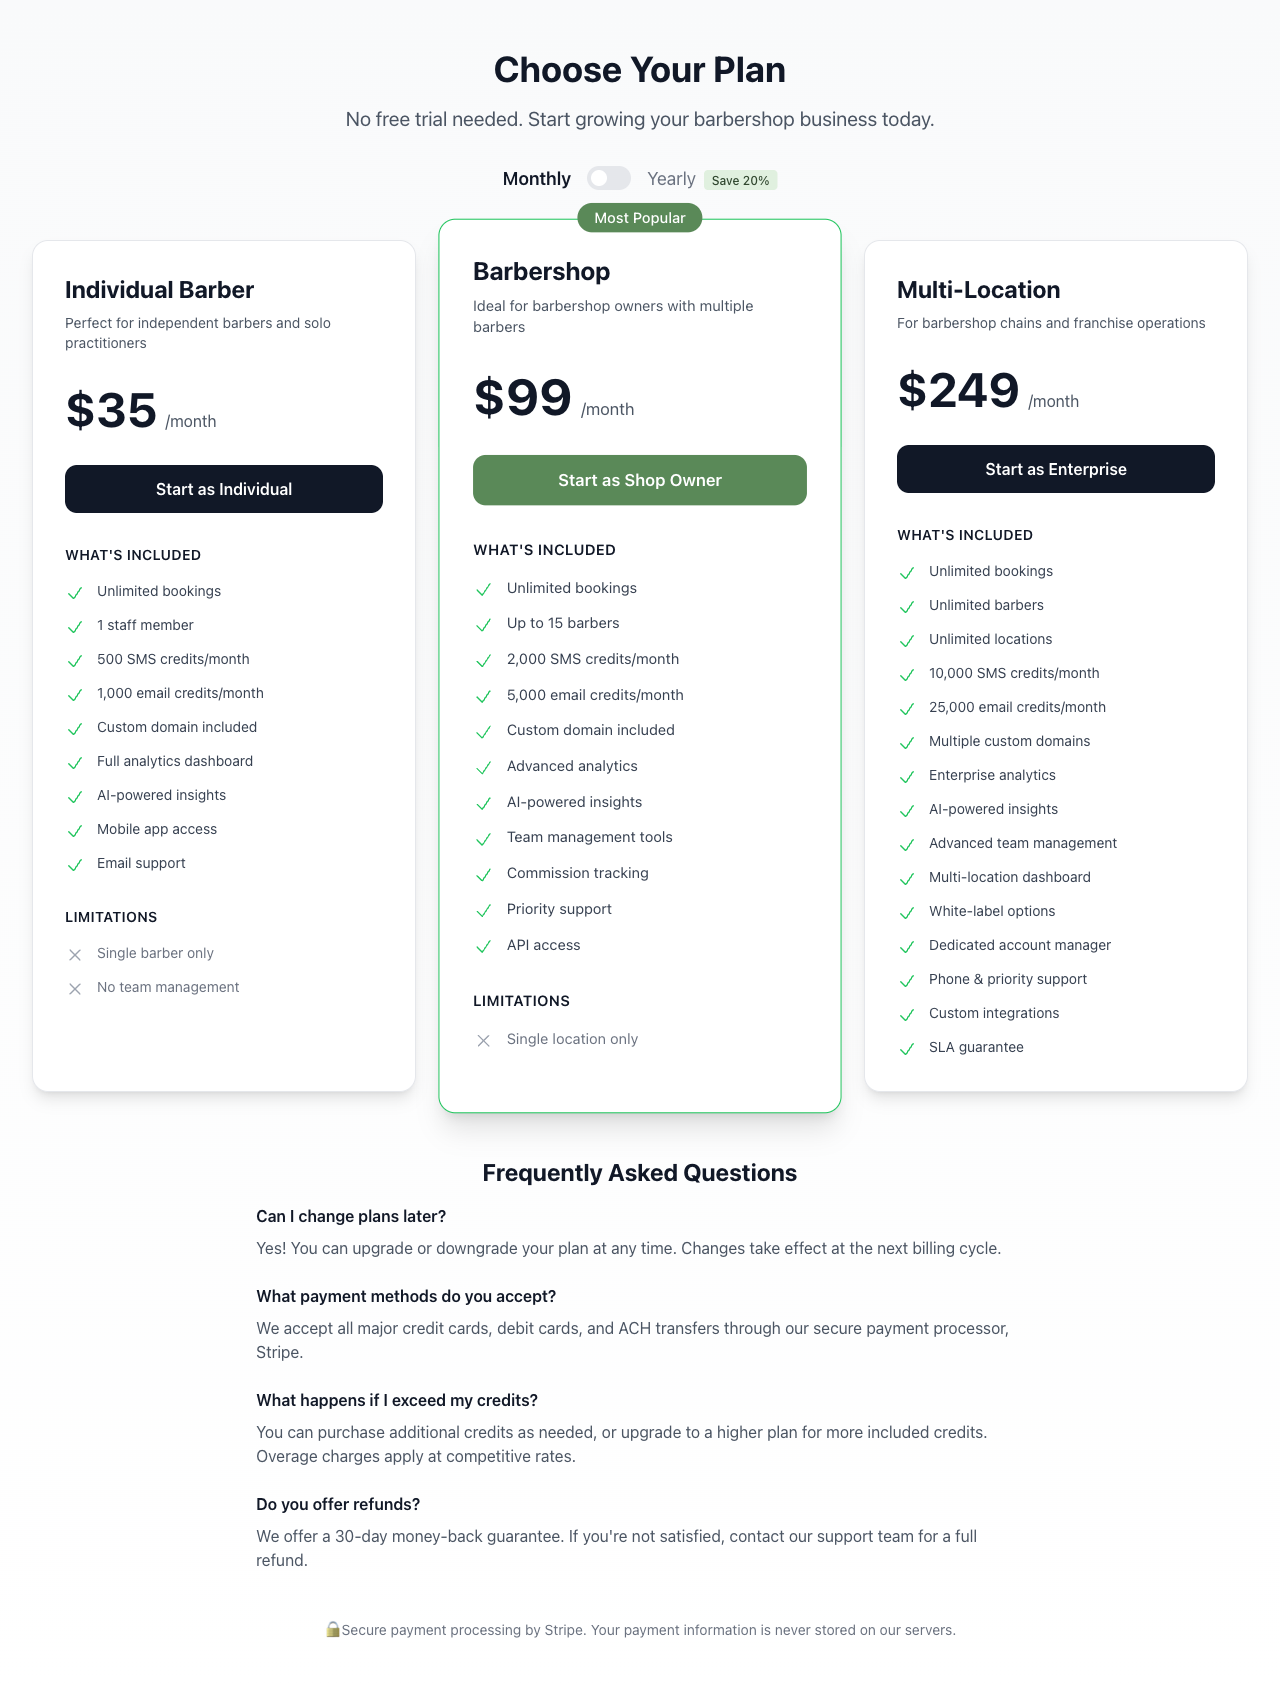 Choose Your Plan
No free trial needed. Start growing your barbershop business today.
Monthly Yearly Save 20%
Individual Barber
Perfect for independent barbers and solo
practitioners
$35 /month
Start as Individual
WHAT'S INCLUDED
Unlimited bookings
1 staff member
500 SMS credits/month
1,000 email credits/month
Custom domain included
Full analytics dashboard
AI-powered insights
Mobile app access
Email support
LIMITATIONS
Single barber only
No team management
Most Popular
Barbershop
Ideal for barbershop owners with multiple
barbers
$99 /month
Start as Shop Owner
WHAT'S INCLUDED
Unlimited bookings
Up to 15 barbers
2,000 SMS credits/month
5,000 email credits/month
Custom domain included
Advanced analytics
AI-powered insights
Team management tools
Commission tracking
Priority support
API access
LIMITATIONS
Single location only
Multi-Location
For barbershop chains and franchise operations
$249 /month
Start as Enterprise
WHAT'S INCLUDED
Unlimited bookings
Unlimited barbers
Unlimited locations
10,000 SMS credits/month
25,000 email credits/month
Multiple custom domains
Enterprise analytics
AI-powered insights
Advanced team management
Multi-location dashboard
White-label options
Dedicated account manager
Phone & priority support
Custom integrations
SLA guarantee
Frequently Asked Questions
Can I change plans later?
Yes! You can upgrade or downgrade your plan at any time. Changes take effect at the next billing cycle.
What payment methods do you accept?
We accept all major credit cards, debit cards, and ACH transfers through our secure payment processor,
Stripe.
What happens if I exceed my credits?
You can purchase additional credits as needed, or upgrade to a higher plan for more included credits.
Overage charges apply at competitive rates.
Do you offer refunds?
We offer a 30-day money-back guarantee. If you're not satisfied, contact our support team for a full
refund.
🔒Secure payment processing by Stripe. Your payment information is never stored on our servers.